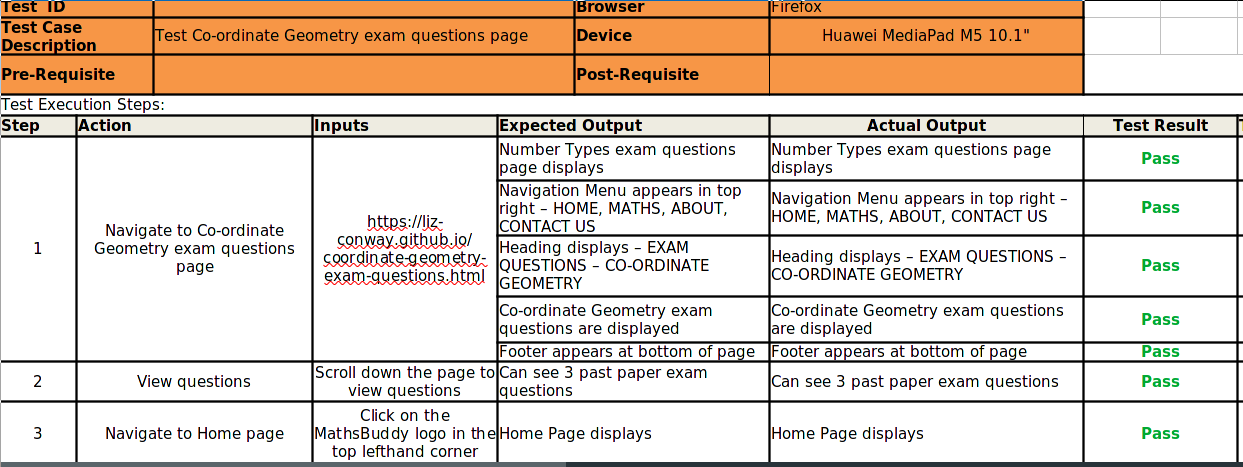 Test ID Browser Firefox
Test Case
Description
Test Co-ordinate Geometry exam questions page
Device
Huawei MediaPad M5 10.1"
Pre-Requisite Post-Requisite
Test Execution Steps:
Step Action Inputs Expected Output Actual Output Test Result
1
Navigate to Co-ordinate
Geometry exam questions
page
https://liz-
conway.github.io/
coordinate-geometry-
exam-questions.html
Number Types exam questions
page displays
Number Types exam questions page
displays
Pass
Navigation Menu appears in top
right – HOME, MATHS, ABOUT,
CONTACT US
Navigation Menu appears in top right –
HOME, MATHS, ABOUT, CONTACT US
Pass
Heading displays – EXAM
QUESTIONS – CO-ORDINATE
GEOMETRY
Heading displays – EXAM QUESTIONS –
CO-ORDINATE GEOMETRY
Pass
Co-ordinate Geometry exam
questions are displayed
Co-ordinate Geometry exam questions
are displayed
Pass
Footer appears at bottom of page
Footer appears at bottom of page
Pass
2
View questions
Scroll down the page to
view questions
Can see 3 past paper exam
questions
Can see 3 past paper exam questions
Pass
3
Navigate to Home page
Click on the
MathsBuddy logo in the
top lefthand corner
Home Page displays
Home Page displays
Pass